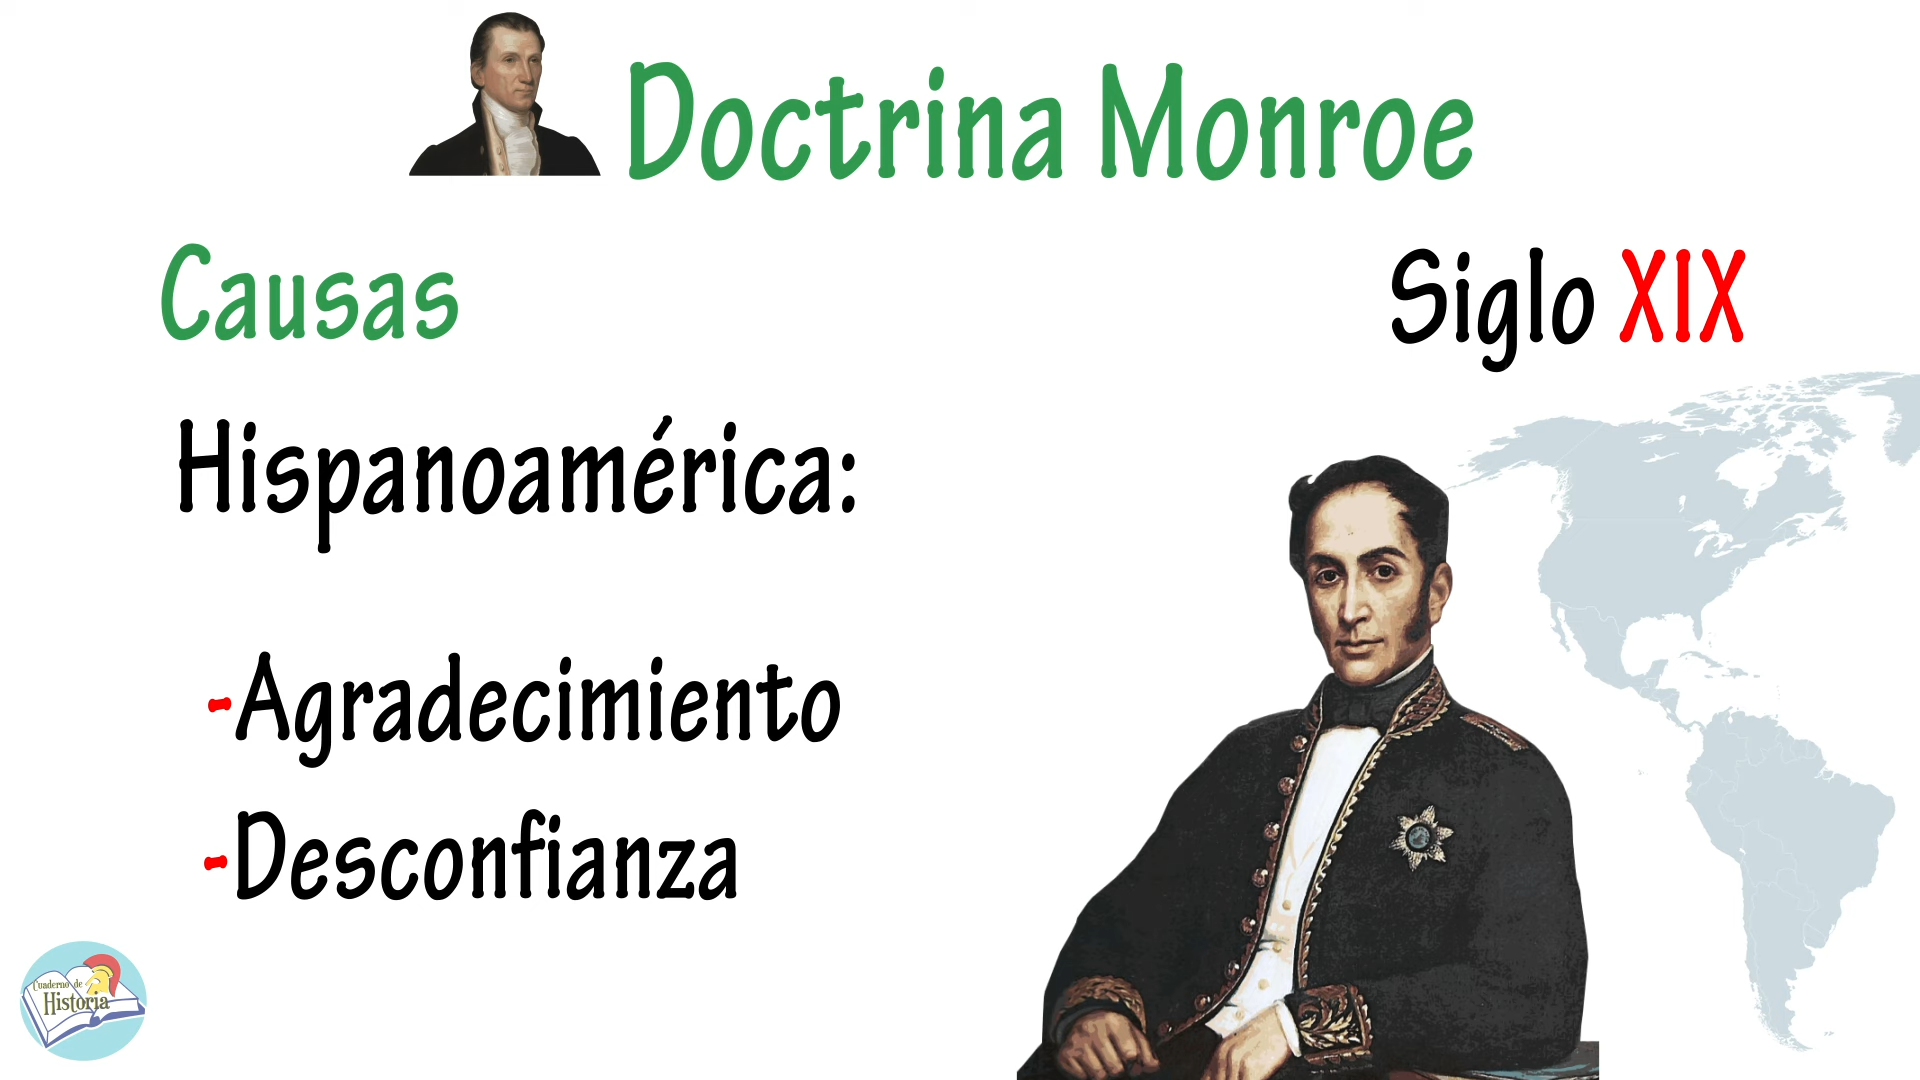 Doctrina Monroe
Causas
Siglo XIX
Hispanoamérica:
-Agradecimiento
-Desconfianza
Cuaderno de
Historia